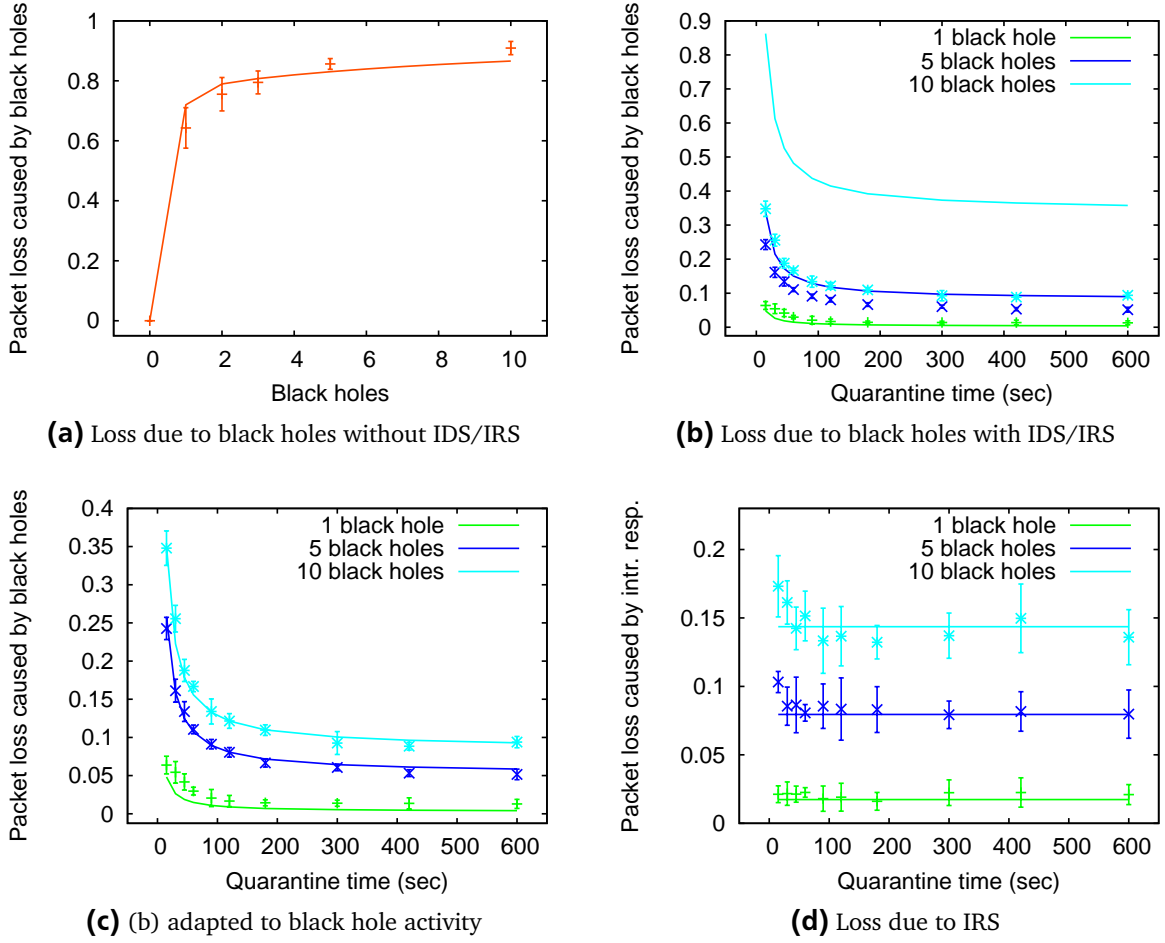 Packet loss caused by black holes
1
0.8
0.6
0.4
0.2
0
0 2 4 6 8 10
Black holes
(a) Loss due to black holes without IDS/IRS
Packet loss caused by black holes
0.9
0.8
0.7
0.6
0.5
0.4
0.3
0.2
0.1
0
1 black hole
5 black holes
10 black holes
0 100 200 300 400 500 600
Quarantine time (sec)
(b) Loss due to black holes with IDS/IRS
Packet loss caused by black holes
0.4
0.35
0.3
0.25
0.2
0.15
0.1
0.05
0
1 black hole
5 black holes
10 black holes
0 100 200 300 400 500 600
Quarantine time (sec)
(c) (b) adapted to black hole activity
Packet loss caused by intr. resp.
0.2
0.15
0.1
0.05
0
1 black hole
5 black holes
10 black holes
0 100 200 300 400 500 600
Quarantine time (sec)
(d) Loss due to IRS